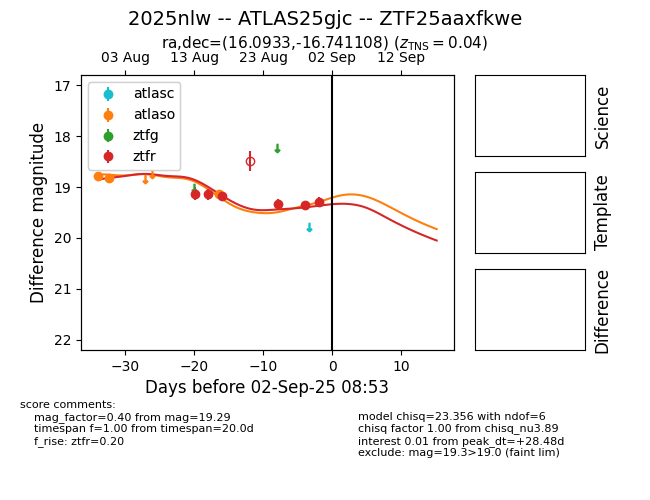 2025nlw -- ATLAS25gjc -- ZTF25aaxfkwe
ra,dec=(16.0933,-16.741108) (zTNS = 0.04)
03 Aug 13 Aug 23 Aug 02 Sep 12 Sep
atlasc
atlaso
ztfg
ztfr
17
18
19
20
21
22
Difference magnitude
−30 −20 −10 0 10
Days before 02-Sep-25 08:53
Science
Template
Difference
score comments:
mag_factor=0.40 from mag=19.29
timespan f=1.00 from timespan=20.0d
f_rise: ztfr=0.20
model chisq=23.356 with ndof=6
chisq factor 1.00 from chisq_nu3.89
interest 0.01 from peak_dt=+28.48d
exclude: mag=19.3>19.0 (faint lim)